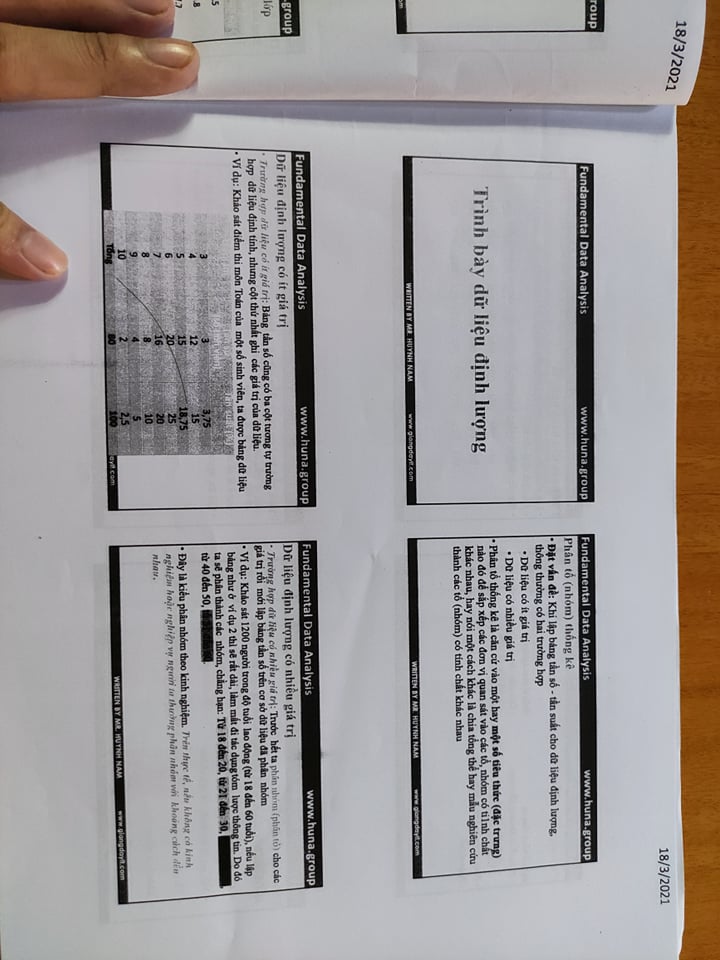 18/3/2021
group
.group
lớp
18/3/2021
Fundamental Data Analysis www.huna.group
Trình bày dữ liệu định lượng
WRITTEN BY MR. HUỲNH NAM www.giangdayit.com
Fundamental Data Analysis www.huna.group
Phân tổ (nhóm) thống kê
• Đặt vấn đề: Khi lập bảng tần số - tần suất cho dữ liệu định lượng,
thông thường có hai trường hợp
• Dữ liệu có ít giá trị
• Dữ liệu có nhiều giá trị
• Phân tổ thống kê là căn cứ vào một hay một số tiêu thức (đặc trưng)
nào đó để sắp xếp các đơn vị quan sát vào các tổ, nhóm có tính chất
khác nhau, hay nói một cách khác là chia tổng thể hay mẫu nghiên cứu
thành các tổ (nhóm) có tính chất khác nhau
WRITTEN BY MR. HUỲNH NAM www.giangdayit.com
Fundamental Data Analysis www.huna.group
Dữ liệu định lượng có ít giá trị
• Trường hợp dữ liệu có ít giá trị: Bảng tần số cũng có ba cột tương tự trường
hợp dữ liệu định tính, nhưng cột thứ nhất ghi các giá trị của dữ liệu.
• Ví dụ: Khảo sát điểm thi môn Toán của một số sinh viên, ta được bảng dữ liệu
3 3 3,75
4 12 15
5 15 18,75
6 20 25
7 16 20
8 8 10
9 4 5
10 2 2,5
Tổng 80 100
Fundamental Data Analysis www.huna.group
Dữ liệu định lượng có nhiều giá trị
• Trường hợp dữ liệu có nhiều giá trị: Trước hết ta phân nhóm (phân tổ) cho các
giá trị rồi mới lập bảng tần số trên cơ sở dữ liệu đã phân nhóm
• Ví dụ: Khảo sát 1200 người trong độ tuổi lao động (từ 18 đến 60 tuổi), nếu lập
bảng như ở ví dụ 2 thì sẽ rất dài, làm mất đi tác dụng tóm lược thông tin. Do đó
ta sẽ phân thành các nhóm, chẳng hạn: Từ 18 đến 20, từ 21 đến 30,
từ 40 đến 50,
• Đây là kiểu phân nhóm theo kinh nghiệm. Trên thực tế, nếu không có kinh
nghiệm hoặc nghiệp vụ người ta thường phân nhóm với khoảng cách đều
nhau.
WRITTEN BY MR. HUỲNH NAM www.giangdayit.com